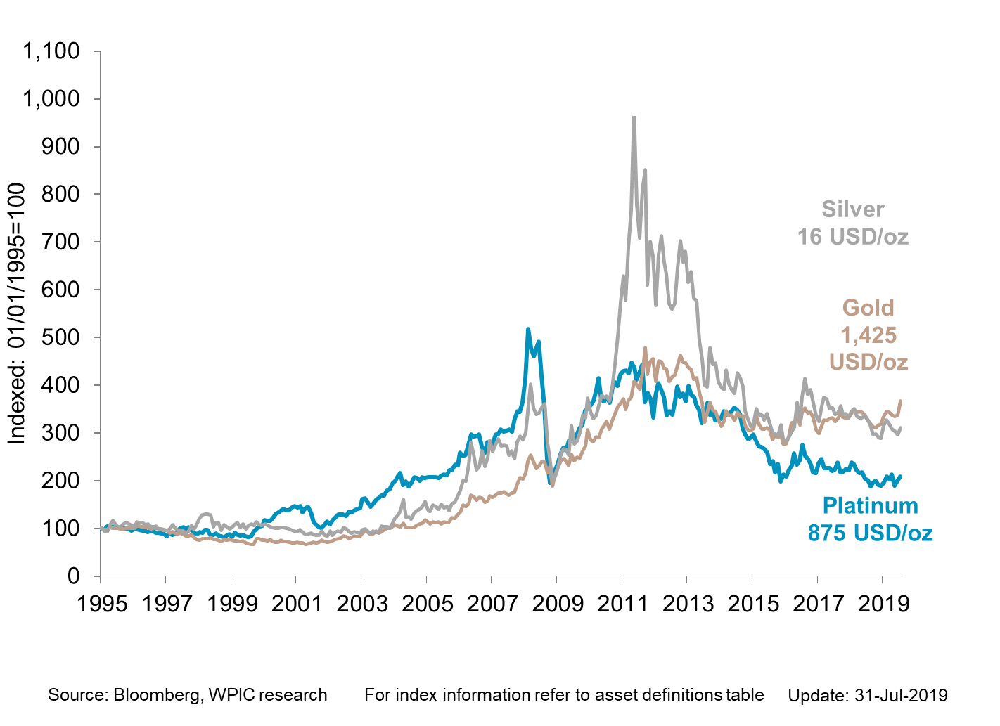 1,100
1,000
900
800
700
600
500
400
300
200
100
0
Indexed: 01/01/1995=100
Silver
16 USD/oz
Gold
1,425
USD/oz
Platinum
875 USD/oz
1995 1997 1999 2001 2003 2005 2007 2009 2011 2013 2015 2017 2019
Source: Bloomberg, WPIC research For index information refer to asset definitions table Update: 31-Jul-2019